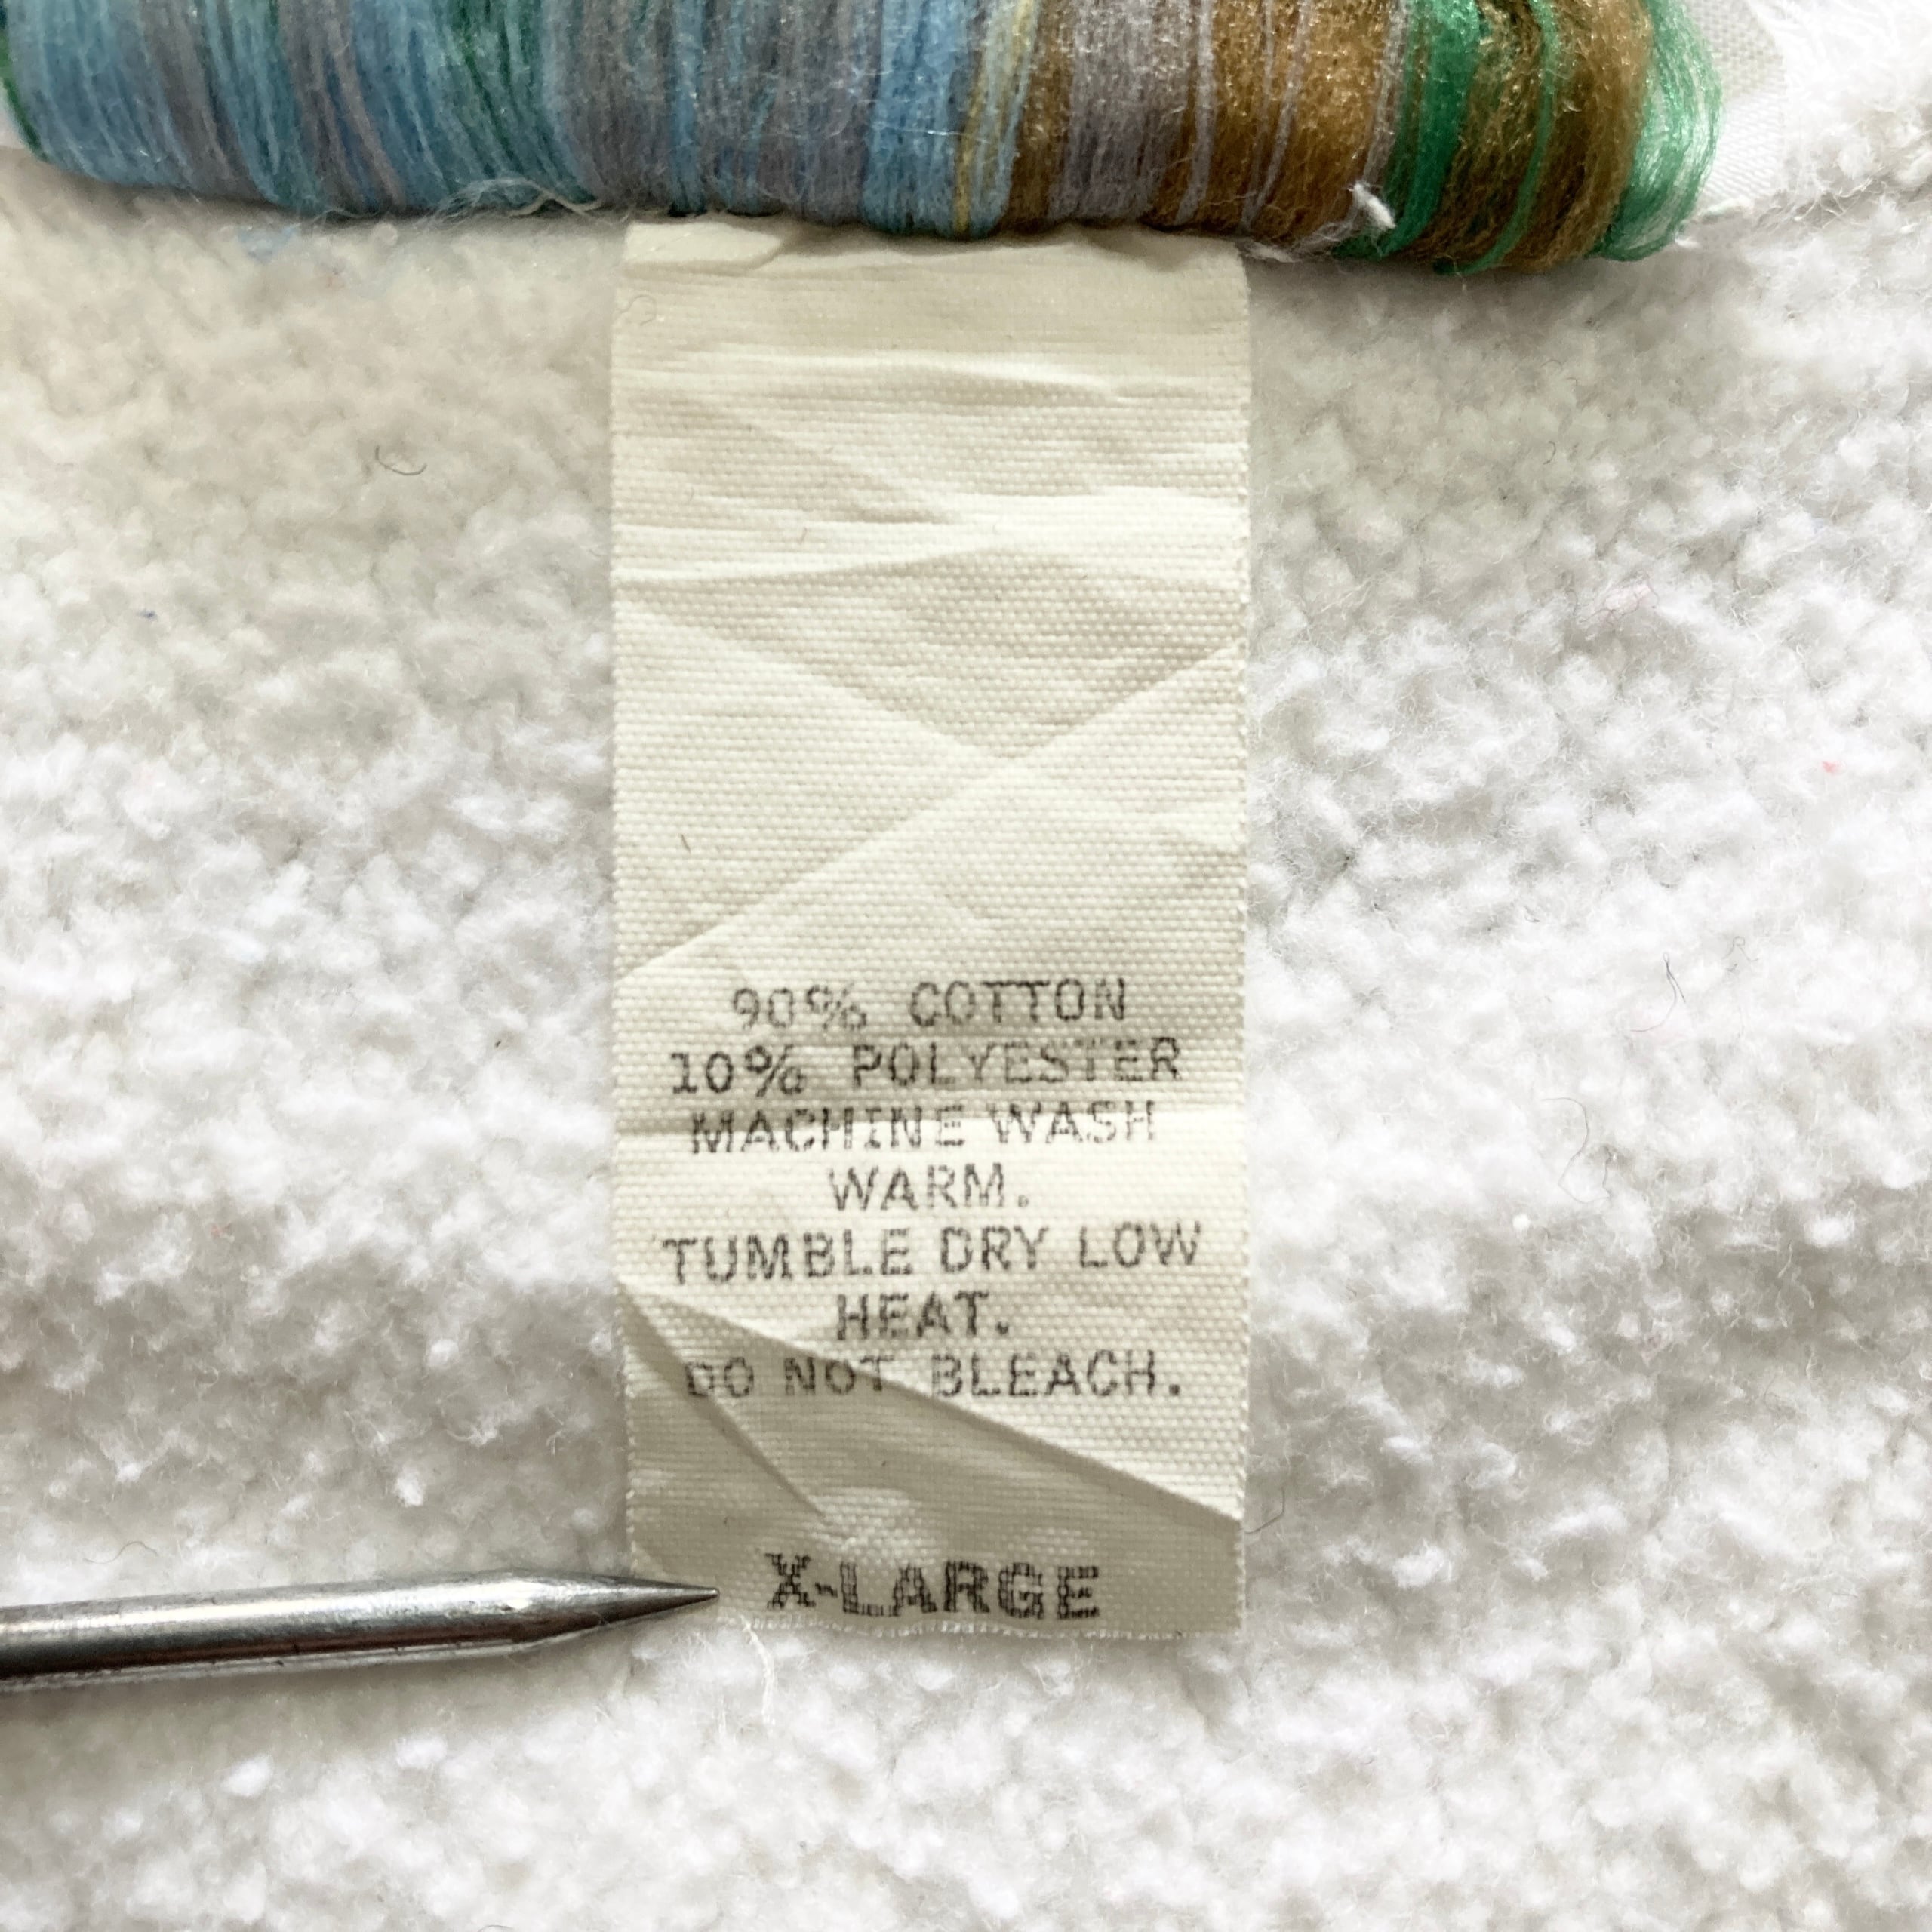 90% COTTON
10% POLYESTER
MACHINE WASH
WARM.
TUMBLE DRY LOW
HEAT.
DO NOT BLEACH.
X-LARGE